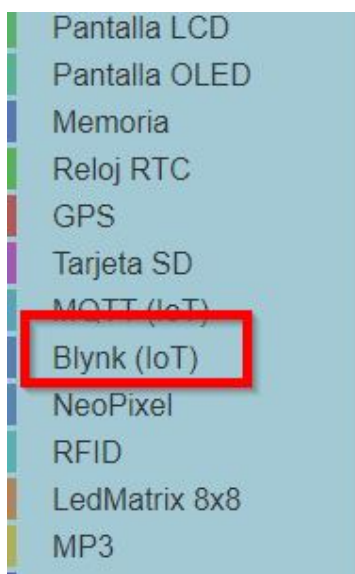 Pantalla LCD
Pantalla OLED
Memoria
Reloj RTC
GPS
Tarjeta SD
MQTT (IoT)
Blynk (IoT)
NeoPixel
RFID
LedMatrix 8x8
MP3